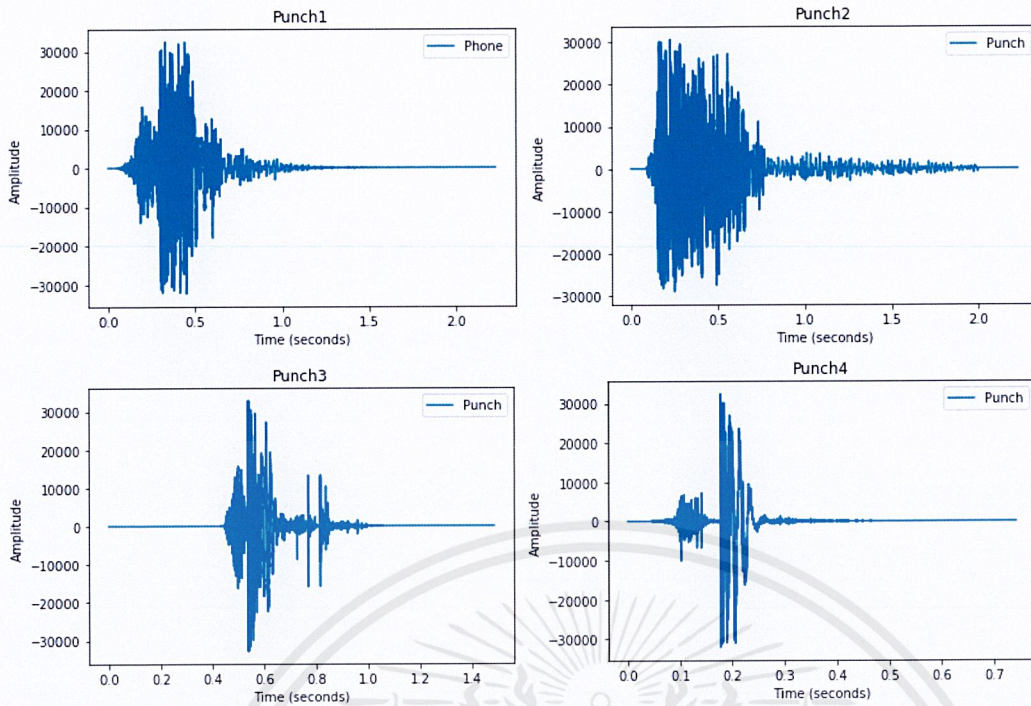 Punch1
Phone
Amplitude
30000
20000
10000
0
−10000
−20000
−30000
0.0 0.5 1.0 1.5 2.0
Time (seconds)
Punch2
Punch
Amplitude
30000
20000
10000
0
−10000
−20000
−30000
0.0 0.5 1.0 1.5 2.0
Time (seconds)
Punch3
Punch
Amplitude
30000
20000
10000
0
−10000
−20000
−30000
0.0 0.2 0.4 0.6 0.8 1.0 1.2 1.4
Time (seconds)
Punch4
Punch
Amplitude
30000
20000
10000
0
−10000
−20000
−30000
0.0 0.1 0.2 0.3 0.4 0.5 0.6 0.7
Time (seconds)